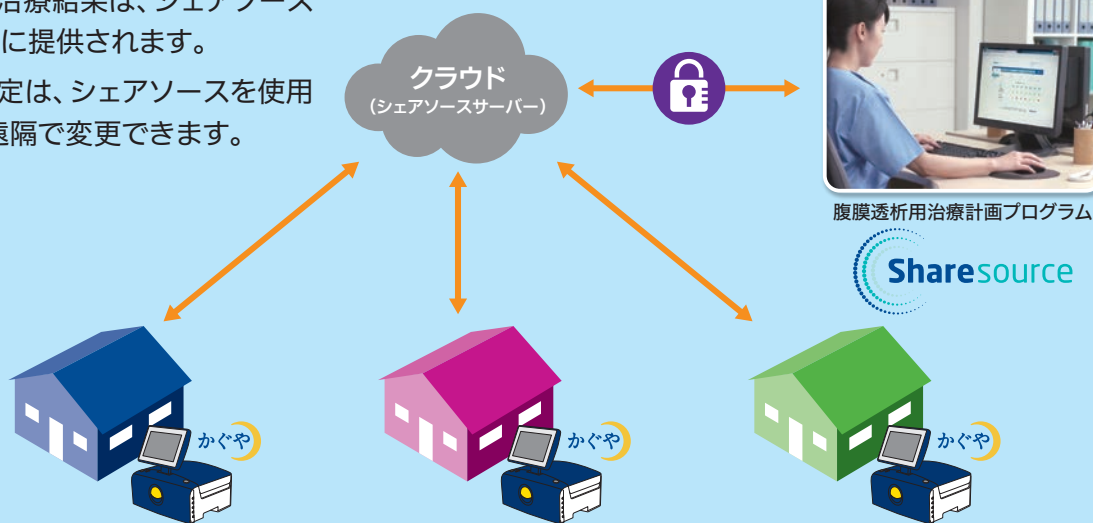 治療結果は、シェアソース
に提供されます。
定は、シェアソースを使用
遠隔で変更できます。
クラウド
(シェアソースサーバー)
腹膜透析用治療計画プログラム
Sharesource
かぐや
かぐや
かぐや